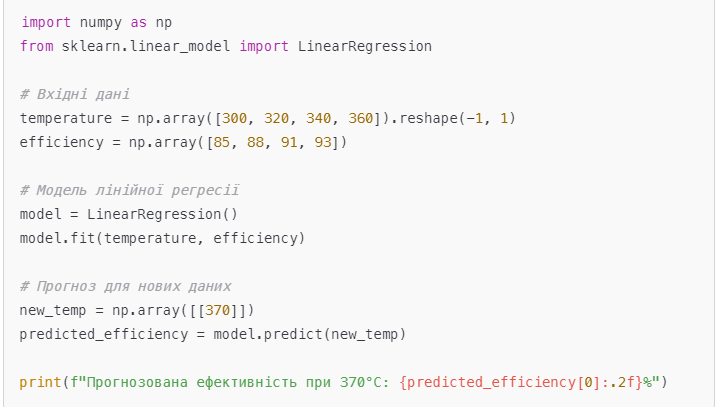 import numpy as np
from sklearn.linear_model import LinearRegression
# Вхідні дані
temperature = np.array([300, 320, 340, 360]).reshape(-1, 1)
efficiency = np.array([85, 88, 91, 93])
# Модель лінійної регресії
model = LinearRegression()
model.fit(temperature, efficiency)
# Прогноз для нових даних
new_temp = np.array([[370]])
predicted_efficiency = model.predict(new_temp)
print(f"Прогнозована ефективність при 370°C: {predicted_efficiency[0]:.2f}%")